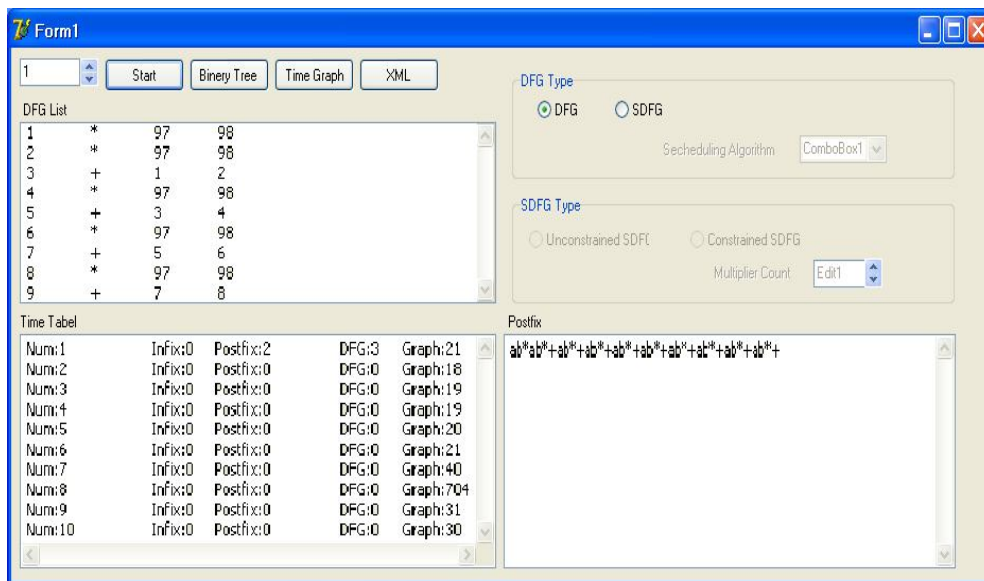 Form1
1 Start Binery Tree Time Graph XML
DFG List
1 * 97 98
2 * 97 98
3 + 1 2
4 * 97 98
5 + 3 4
6 * 97 98
7 + 5 6
8 * 97 98
9 + 7 8
DFG Type
DFG SDFG
Secheduling Algorithm ComboBox1
SDFG Type
Unconstrained SDF( Constrained SDFG
Multiplier Count Edit1
Time Tabel
Num:1 Infix:0 Postfix:2 DFG:3 Graph:21
Num:2 Infix:0 Postfix:0 DFG:0 Graph:18
Num:3 Infix:0 Postfix:0 DFG:0 Graph:19
Num:4 Infix:0 Postfix:0 DFG:0 Graph:19
Num:5 Infix:0 Postfix:0 DFG:0 Graph:20
Num:6 Infix:0 Postfix:0 DFG:0 Graph:21
Num:7 Infix:0 Postfix:0 DFG:0 Graph:40
Num:8 Infix:0 Postfix:0 DFG:0 Graph:704
Num:9 Infix:0 Postfix:0 DFG:0 Graph:31
Num:10 Infix:0 Postfix:0 DFG:0 Graph:30
Postfix
ab*ab*+ab*+ab*+ab*+ab*+ab*+ab*+ab*+ab*+